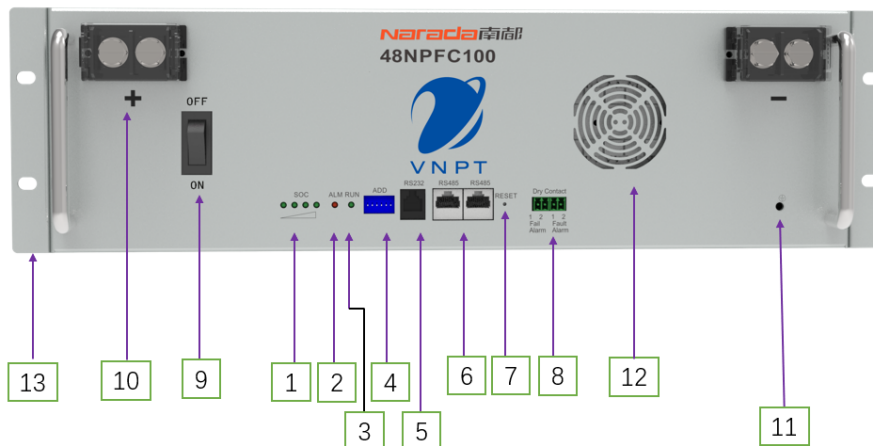 Narada南都
48NPFC100
+
-
OFF
ON
VNPT
SOC
ALM RUN
ADD
RS232
RS485
RS485
RESET
Dry Contact
1 2 1 2
Fail Fault
Alarm Alarm
13
10
9
1
2
3
4
5
6
7
8
12
11